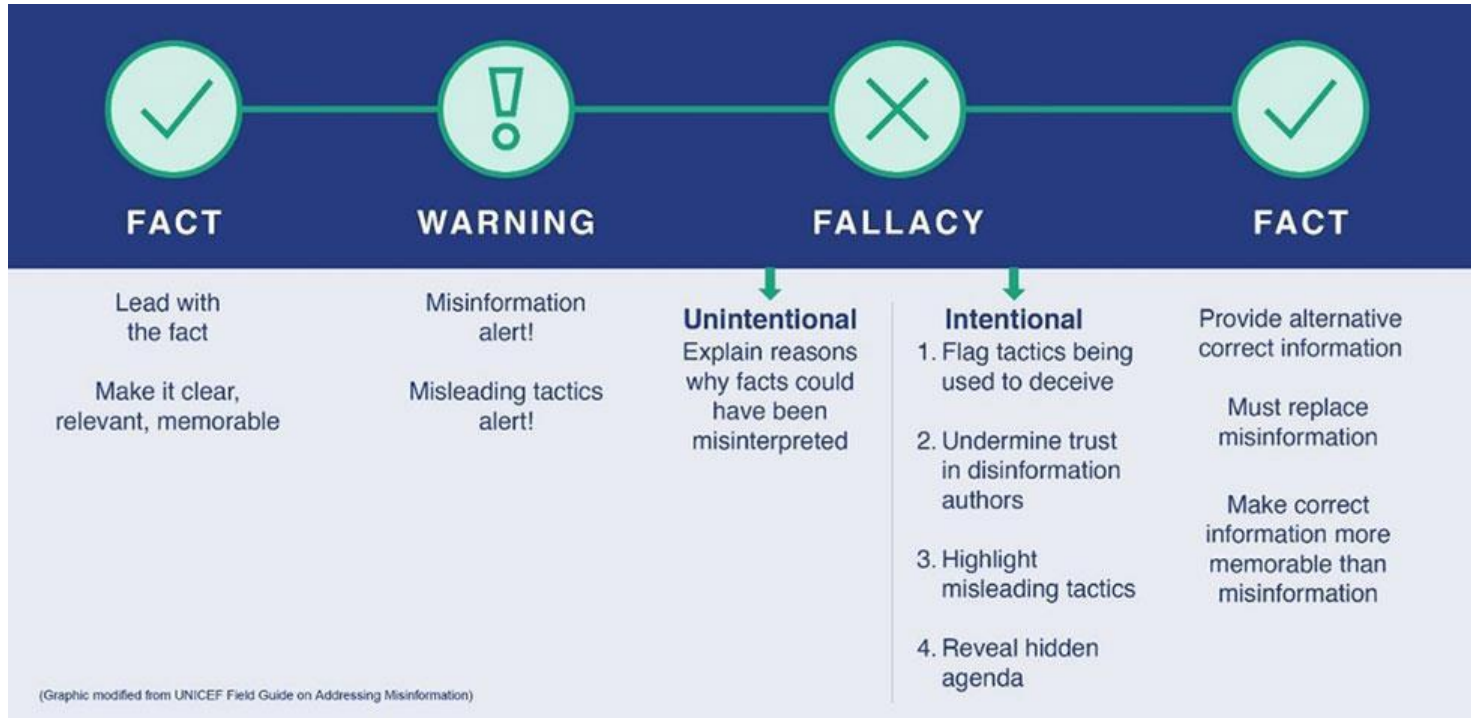 FACT
WARNING
FALLACY
FACT
Lead with
the fact
Make it clear,
relevant, memorable
Misinformation
alert!
Misleading tactics
alert!
Unintentional
Explain reasons
why facts could
have been
misinterpreted
Intentional
1. Flag tactics being
used to deceive
2. Undermine trust
in disinformation
authors
3. Highlight
misleading tactics
4. Reveal hidden
agenda
Provide alternative
correct information
Must replace
misinformation
Make correct
information more
memorable than
misinformation
(Graphic modified from UNICEF Field Guide on Addressing Misinformation)